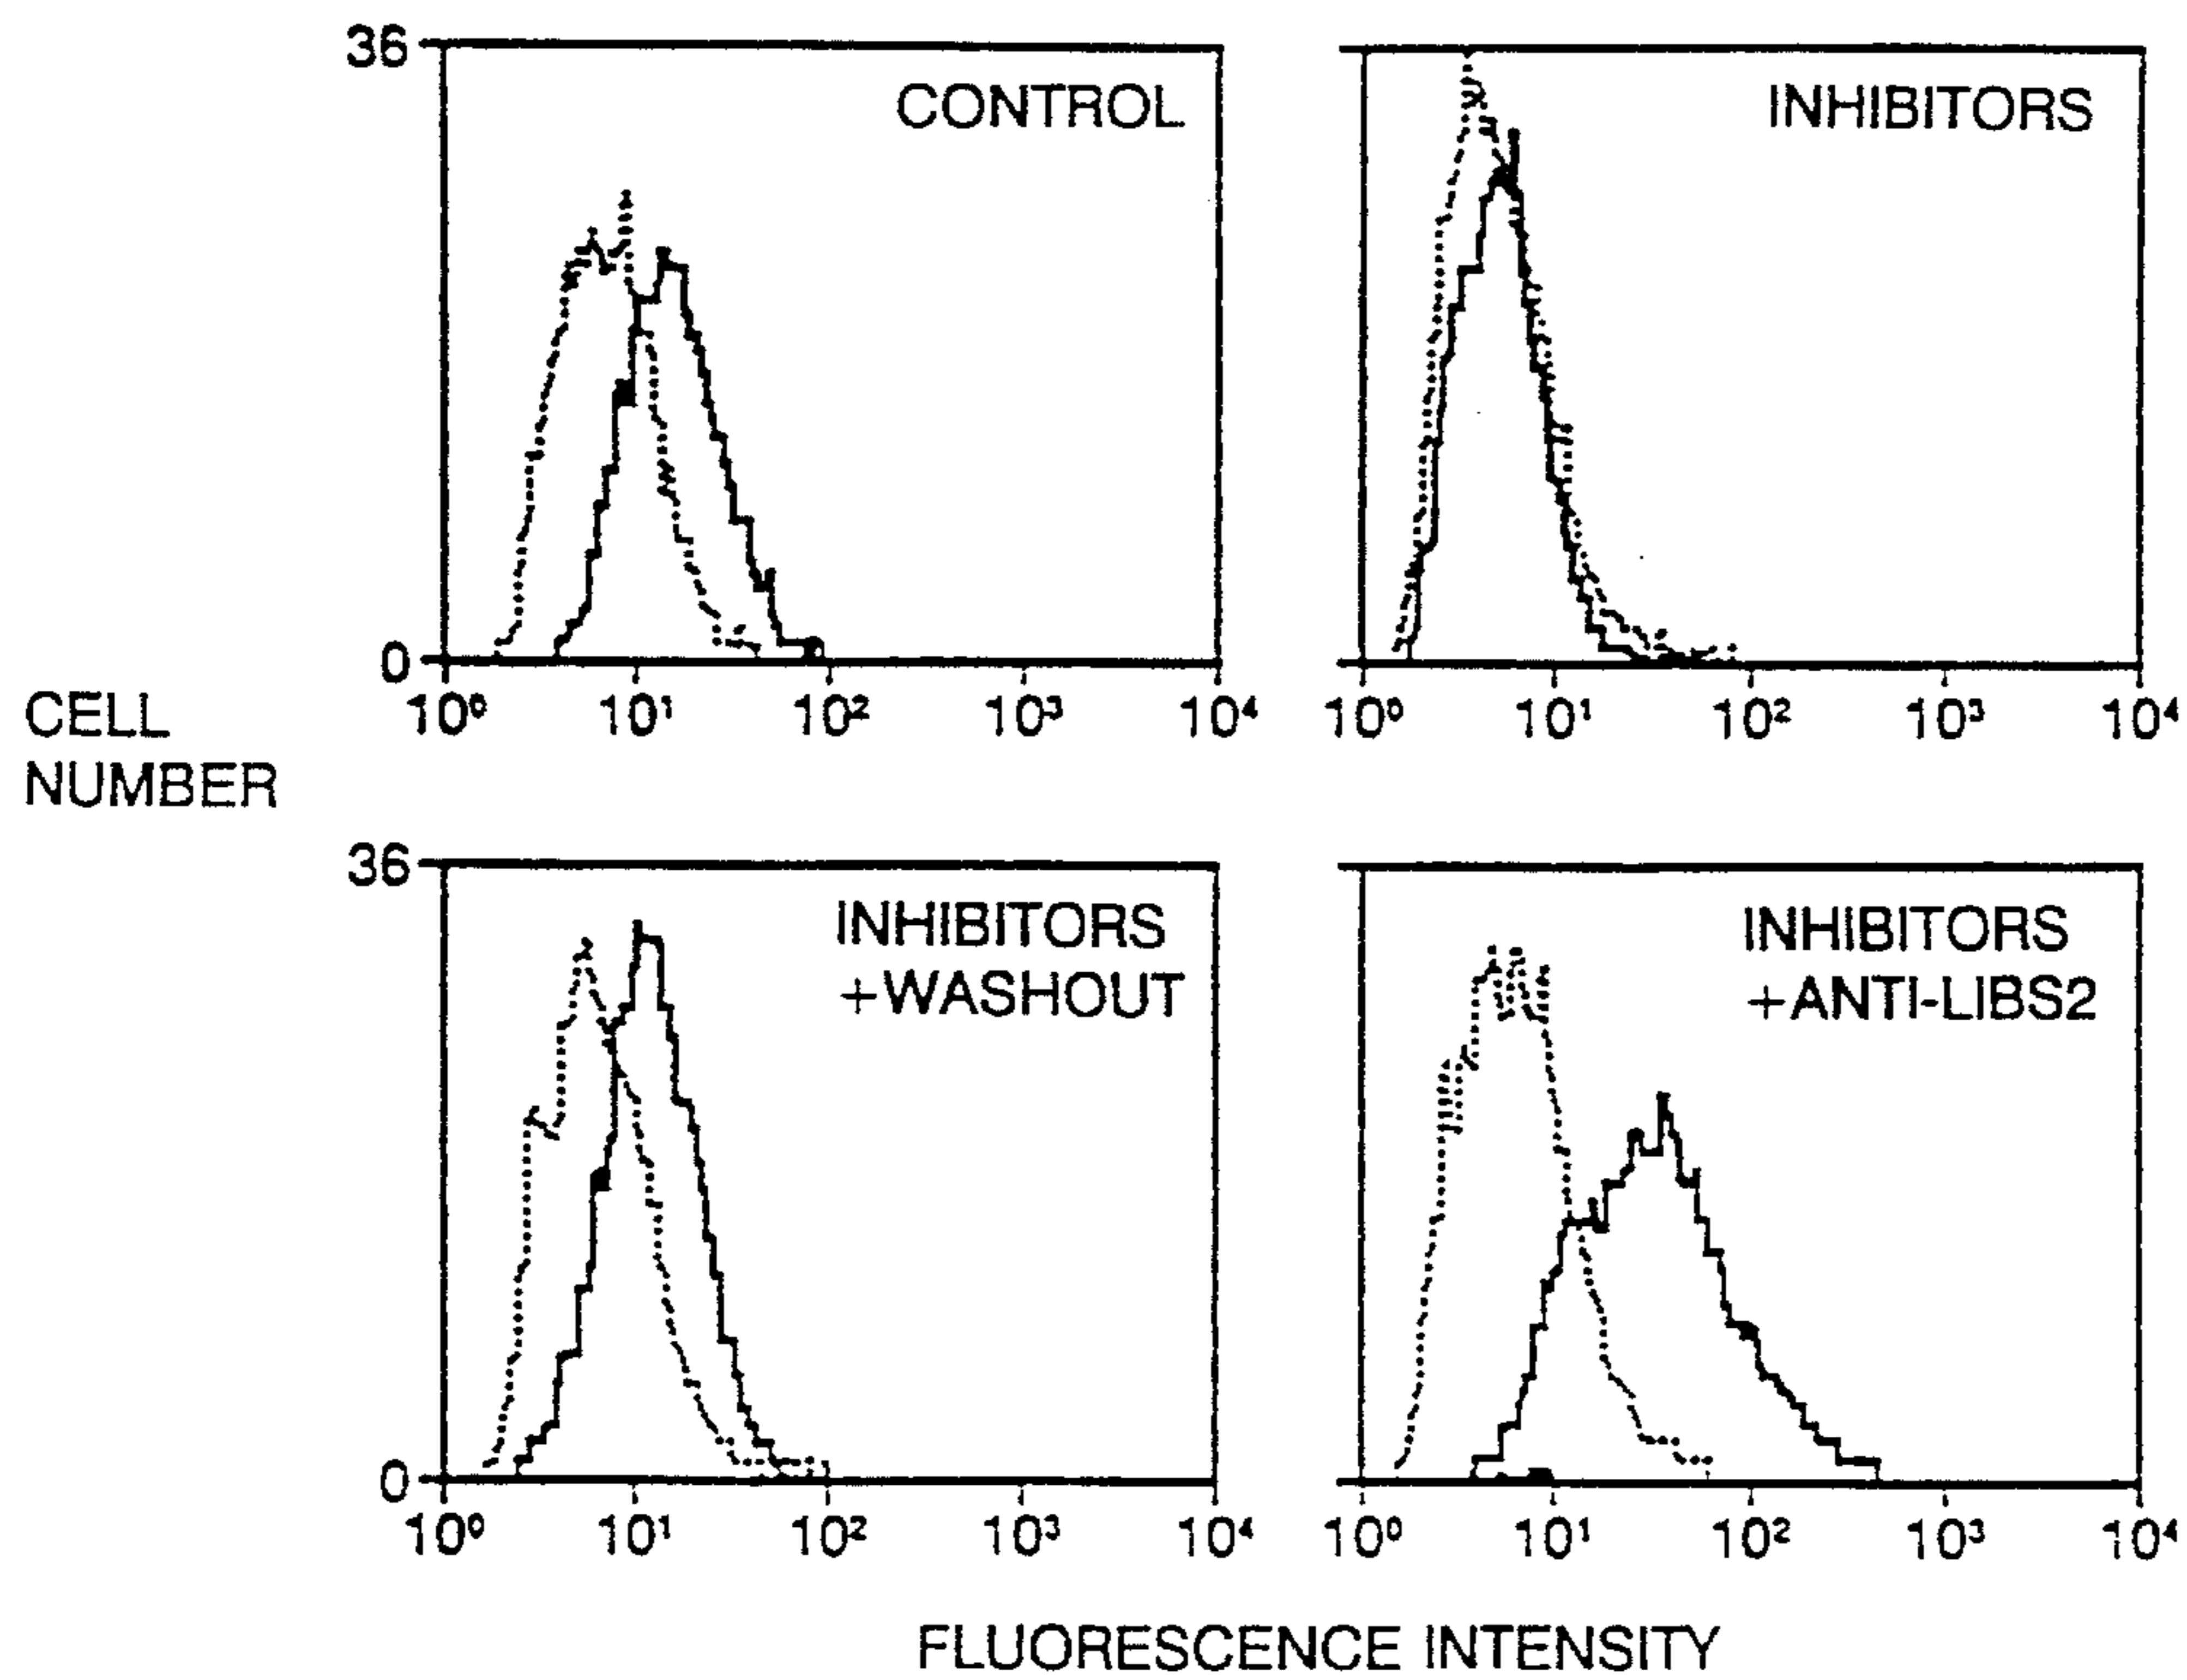 36
CONTROL
INHIBITORS
0
10⁰ 10¹ 10² 10³ 10⁴
10⁰ 10¹ 10² 10³ 10⁴
CELL
NUMBER
36
INHIBITORS
+WASHOUT
INHIBITORS
+ANTI-LIBS2
0
10⁰ 10¹ 10² 10³ 10⁴
10⁰ 10¹ 10² 10³ 10⁴
FLUORESCENCE INTENSITY